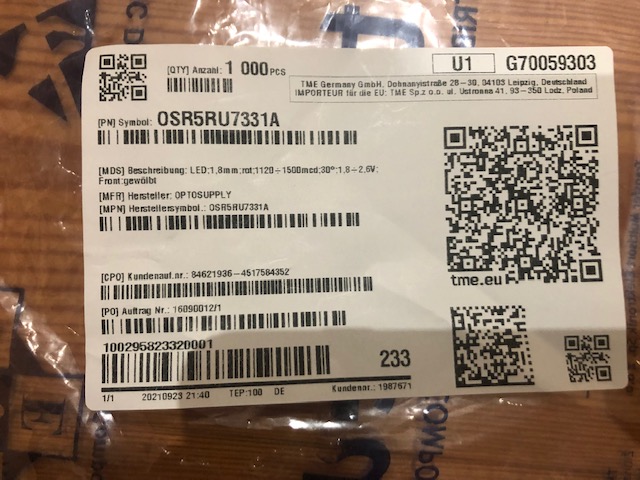 [QTY] Anzahl: 1 000 PCS
U1 G70059303
TME Germany GmbH, Dohnanyistraße 28-30, 04103 Leipzig, Deutschland
IMPORTEUR für die EU: TME Sp.z o.o. ul. Ustronna 41, 93-350 Lodz, Poland
[PN] Symbol: OSR5RU7331A
[MDS] Beschreibung: LED;1,8mm;rot;1120÷1500mcd;30°;1,8÷2,6V;
Front:gewölbt
[MFR] Hersteller: OPTOSUPPLY
[MPN] Herstellersymbol.: OSR5RU7331A
tme.eu
[CPO] Kundenauf.nr.: 84621936-4517584352
[PO] Auftrag Nr.: 16090012/1
100295823320001
233
1/1 20210923 21:40 TEP:100 DE Kundenr.: 1987671